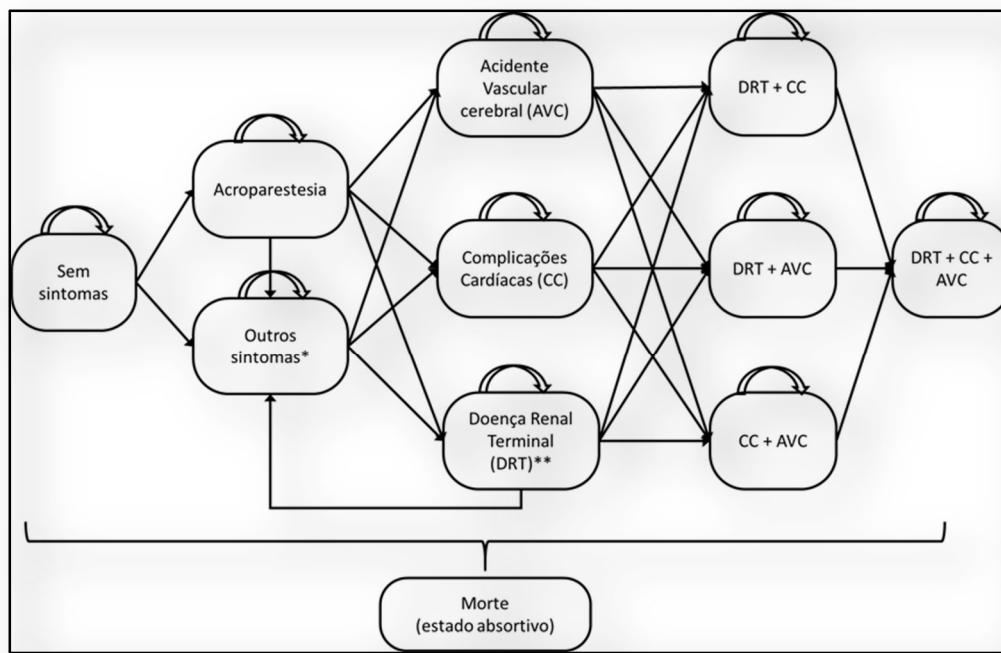 Sem
sintomas
Acroparestesia
Outros
sintomas*
Acidente
Vascular
cerebral (AVC)
Complicações
Cardíacas (CC)
Doença Renal
Terminal
(DRT)**
DRT + CC
DRT + AVC
CC + AVC
DRT + CC +
AVC
Morte
(estado absortivo)